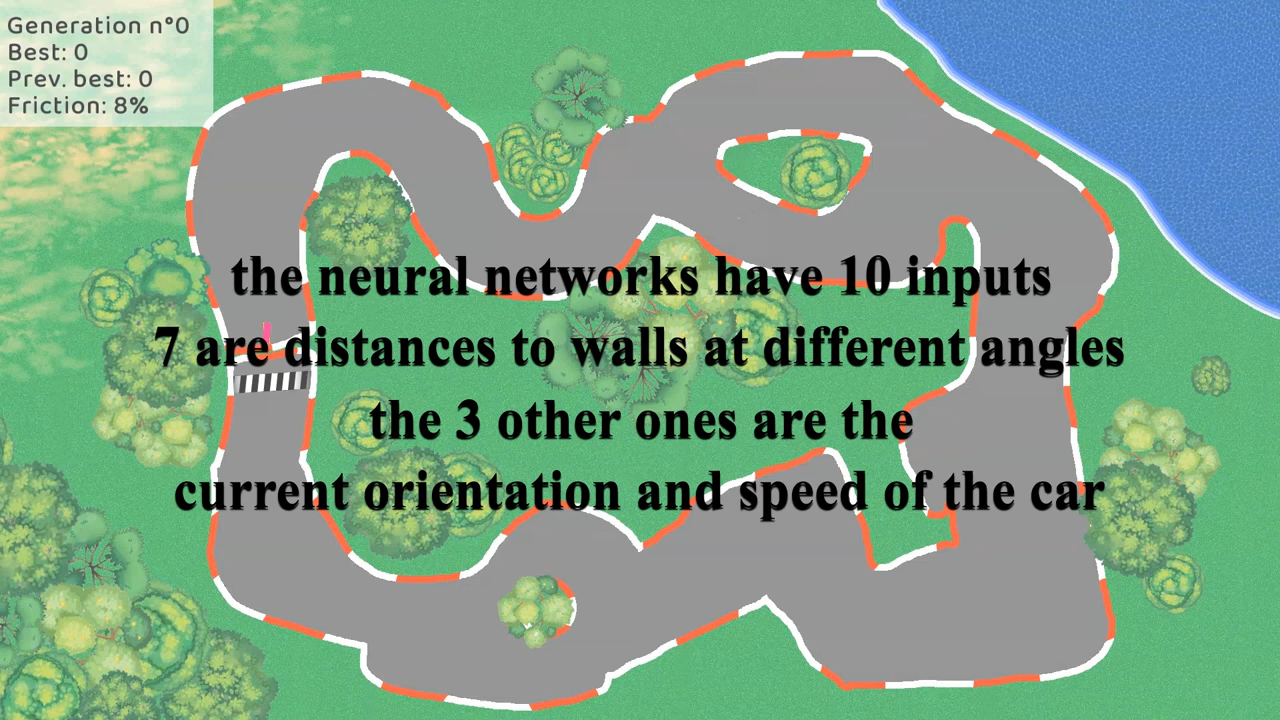 Generation n°0
Best: 0
Prev. best: 0
Friction: 8%
the neural networks have 10 inputs
7 are distances to walls at different angles
the 3 other ones are the
current orientation and speed of the car